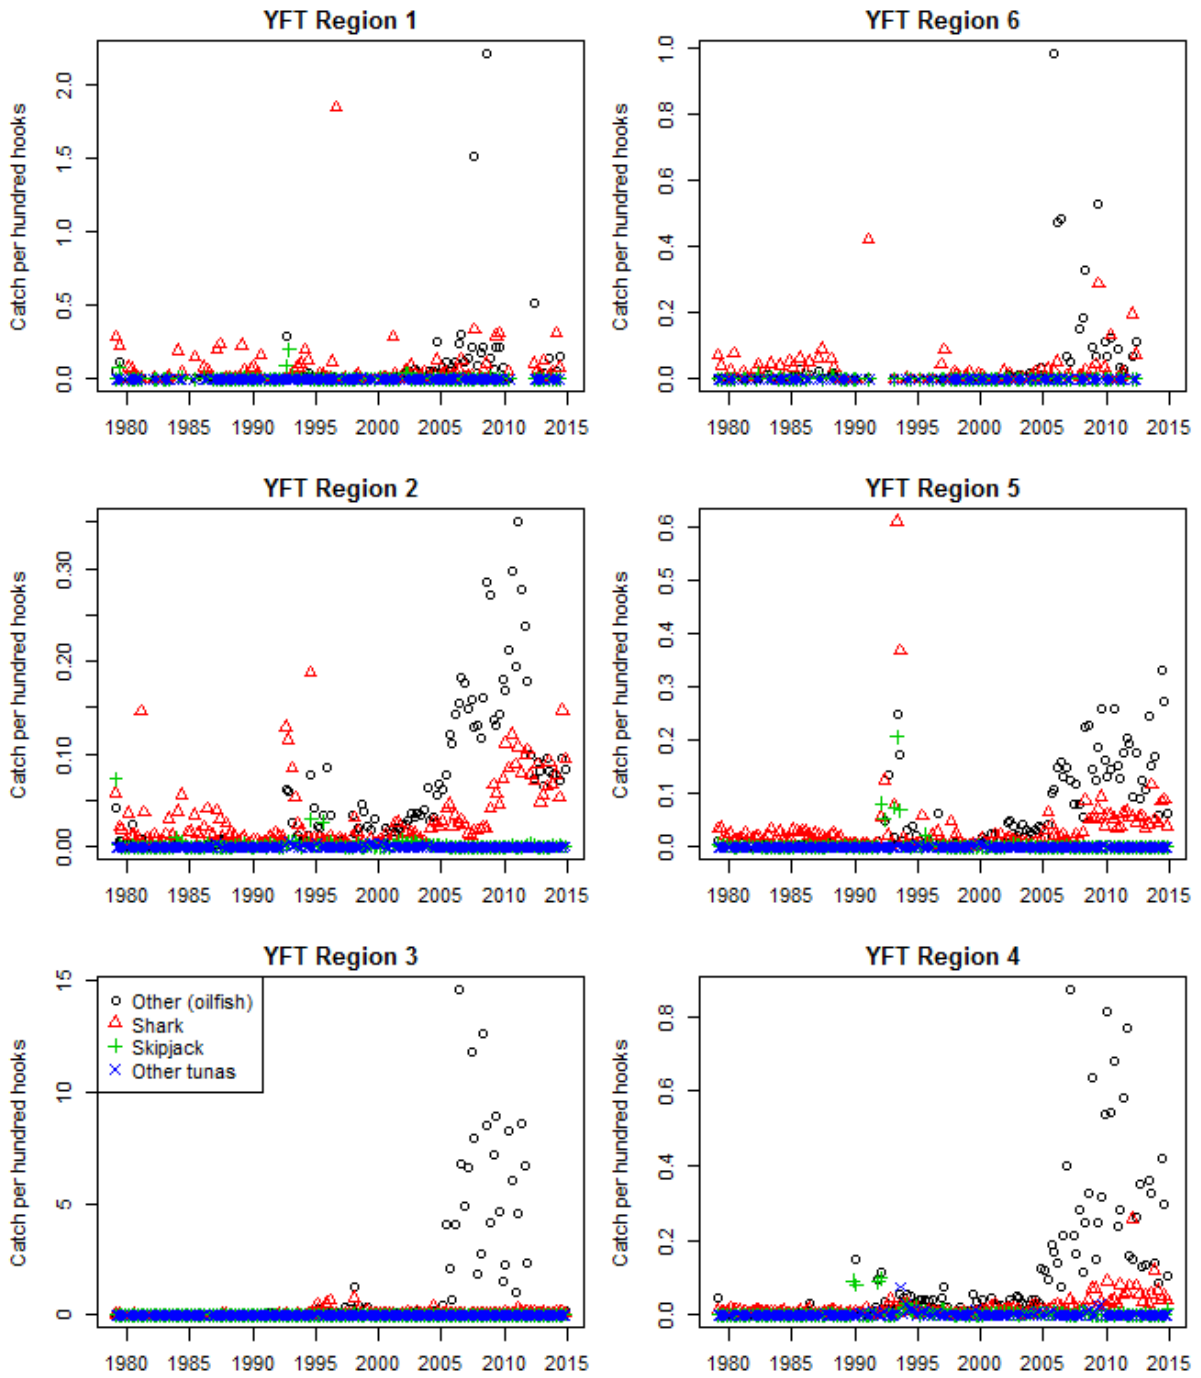 YFT Region 1
Catch per hundred hooks
0.0 0.5 1.0 1.5 2.0
1980 1985 1990 1995 2000 2005 2010 2015
YFT Region 6
Catch per hundred hooks
0.0 0.2 0.4 0.6 0.8 1.0
1980 1985 1990 1995 2000 2005 2010 2015
YFT Region 2
Catch per hundred hooks
0.00 0.10 0.20 0.30
1980 1985 1990 1995 2000 2005 2010 2015
YFT Region 5
Catch per hundred hooks
0.0 0.1 0.2 0.3 0.4 0.5 0.6
1980 1985 1990 1995 2000 2005 2010 2015
YFT Region 3
Catch per hundred hooks
0 5 10 15
Other (oilfish)
Shark
Skipjack
Other tunas
1980 1985 1990 1995 2000 2005 2010 2015
YFT Region 4
Catch per hundred hooks
0.0 0.2 0.4 0.6 0.8
1980 1985 1990 1995 2000 2005 2010 2015